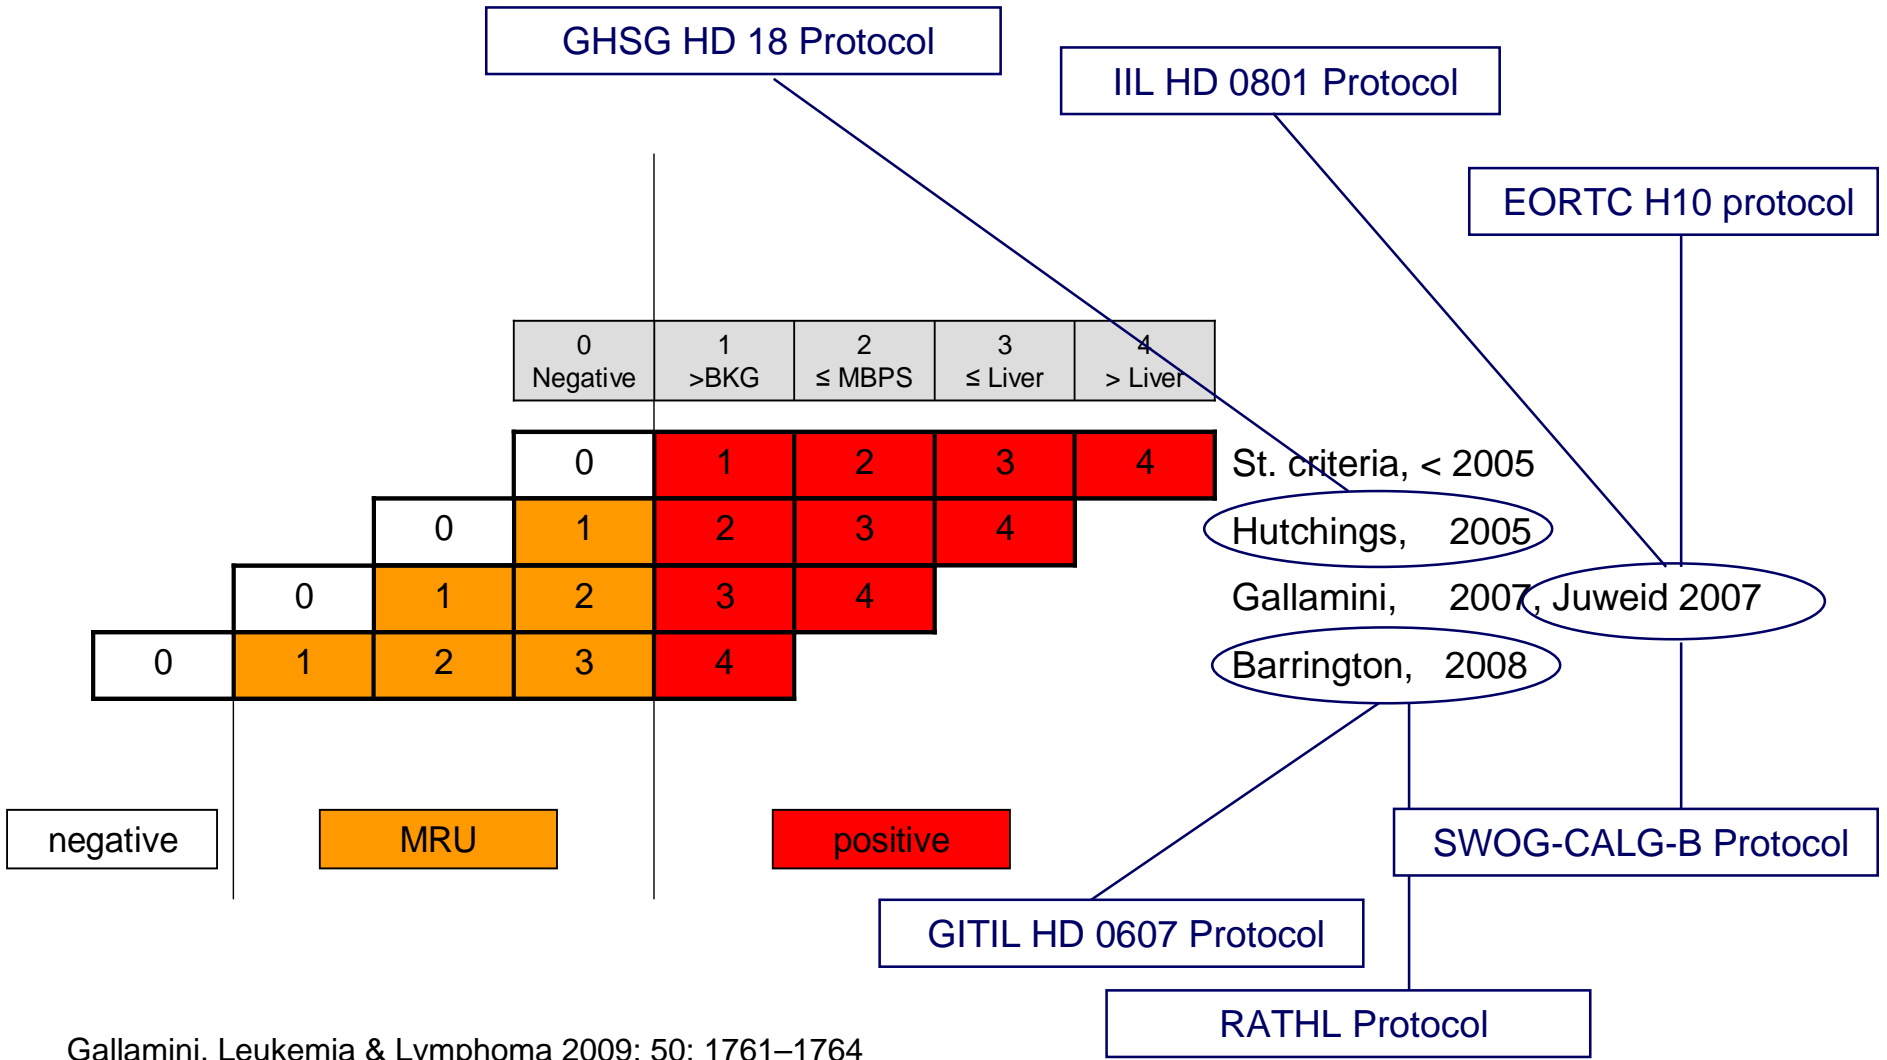 GHSG HD 18 Protocol
IIL HD 0801 Protocol
EORTC H10 protocol
0 1 2 3 4
Negative >BKG ≤ MBPS ≤ Liver > Liver
0 1 2 3 4 St. criteria, < 2005
0 1 2 3 4 Hutchings, 2005
0 1 2 3 4 Gallamini, 2007, Juweid 2007
0 1 2 3 4 Barrington, 2008
negative MRU positive SWOG-CALG-B Protocol
GITIL HD 0607 Protocol
RATHL Protocol
Gallamini, Leukemia & Lymphoma 2009; 50: 1761–1764